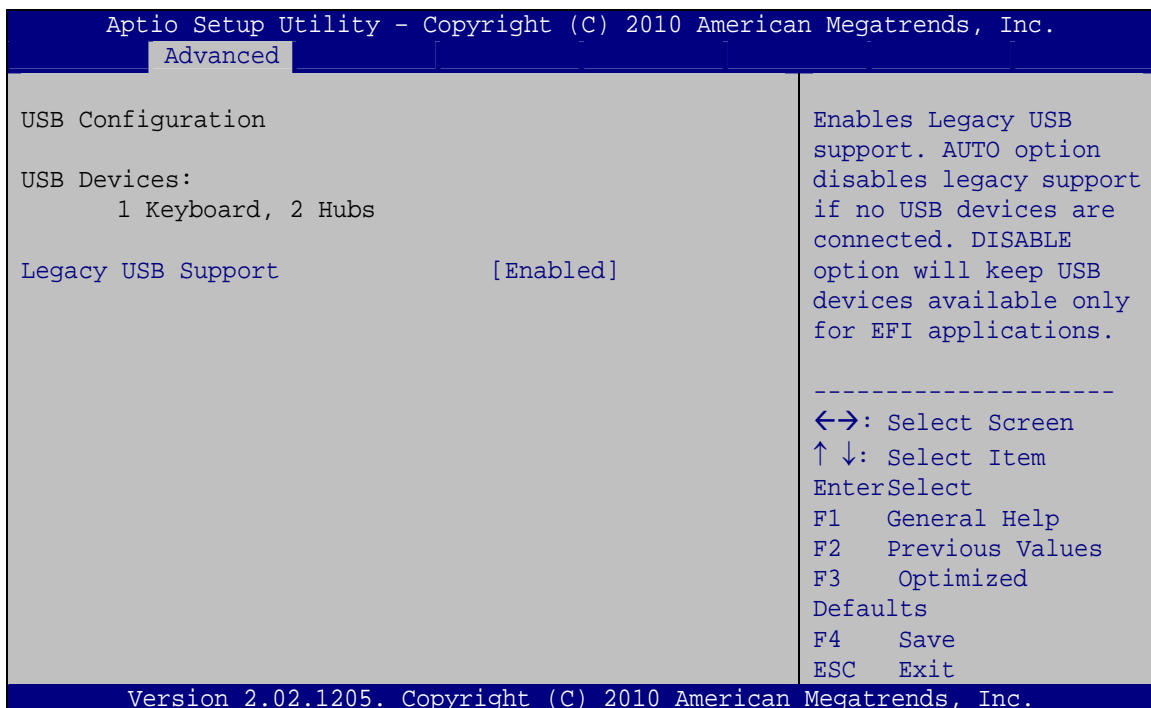 Aptio Setup Utility – Copyright (C) 2010 American Megatrends, Inc.
Advanced
USB Configuration
USB Devices:
1 Keyboard, 2 Hubs
Legacy USB Support [Enabled]
Enables Legacy USB
support. AUTO option
disables legacy support
if no USB devices are
connected. DISABLE
option will keep USB
devices available only
for EFI applications.
---------------------
←→: Select Screen
↑ ↓: Select Item
EnterSelect
F1 General Help
F2 Previous Values
F3 Optimized
Defaults
F4 Save
ESC Exit
Version 2.02.1205. Copyright (C) 2010 American Megatrends, Inc.